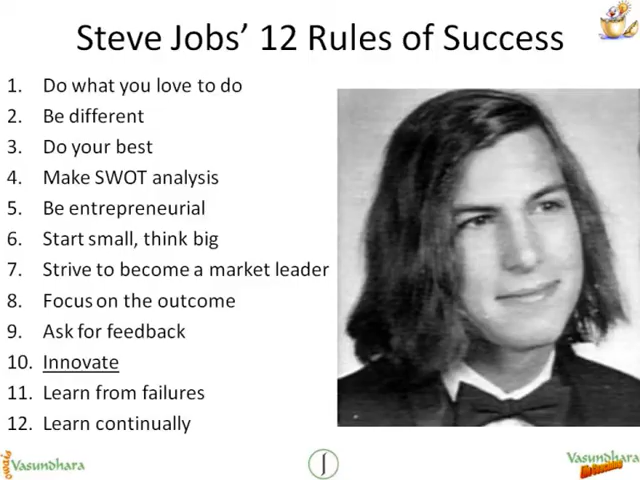 Steve Jobs’ 12 Rules of Success
1. Do what you love to do
2. Be different
3. Do your best
4. Make SWOT analysis
5. Be entrepreneurial
6. Start small, think big
7. Strive to become a market leader
8. Focus on the outcome
9. Ask for feedback
10. Innovate
11. Learn from failures
12. Learn continually
Vasundhara
J
Vasundhara